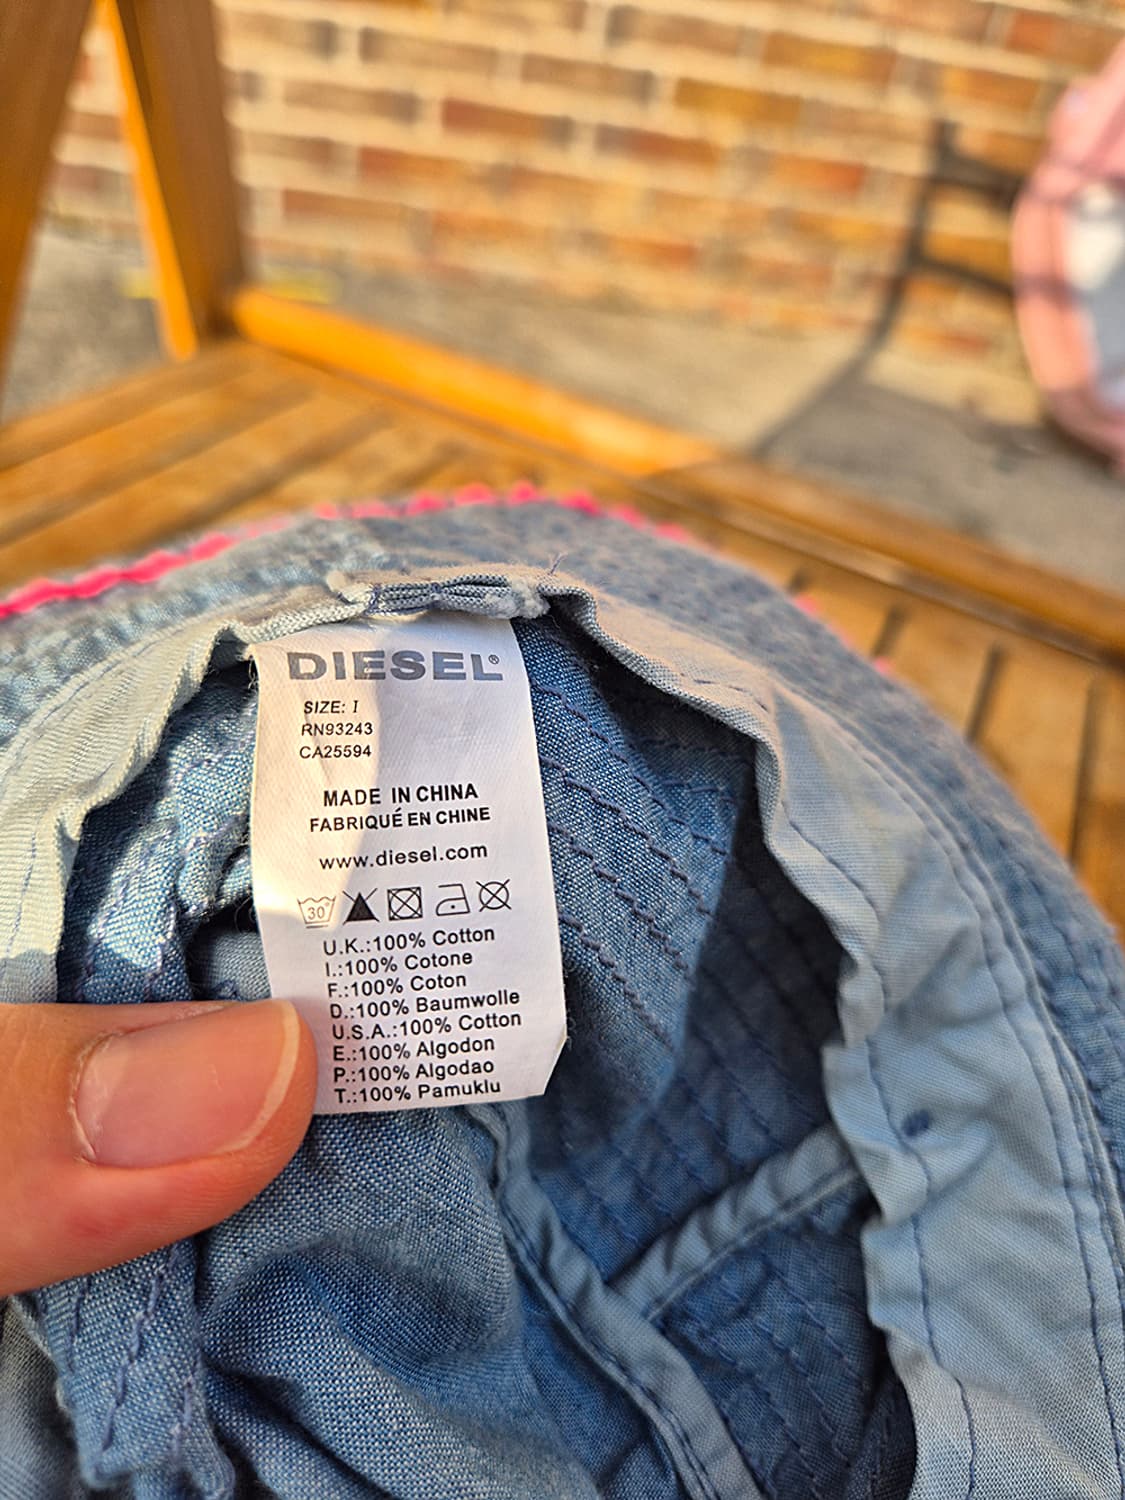 DIESEL®
SIZE: I
RN93243
CA25594
MADE IN CHINA
FABRIQUÉ EN CHINE
www.diesel.com
30
U.K.:100% Cotton
I.:100% Cotone
F.:100% Coton
D.:100% Baumwolle
U.S.A.:100% Cotton
E.:100% Algodon
P.:100% Algodao
T.:100% Pamuklu